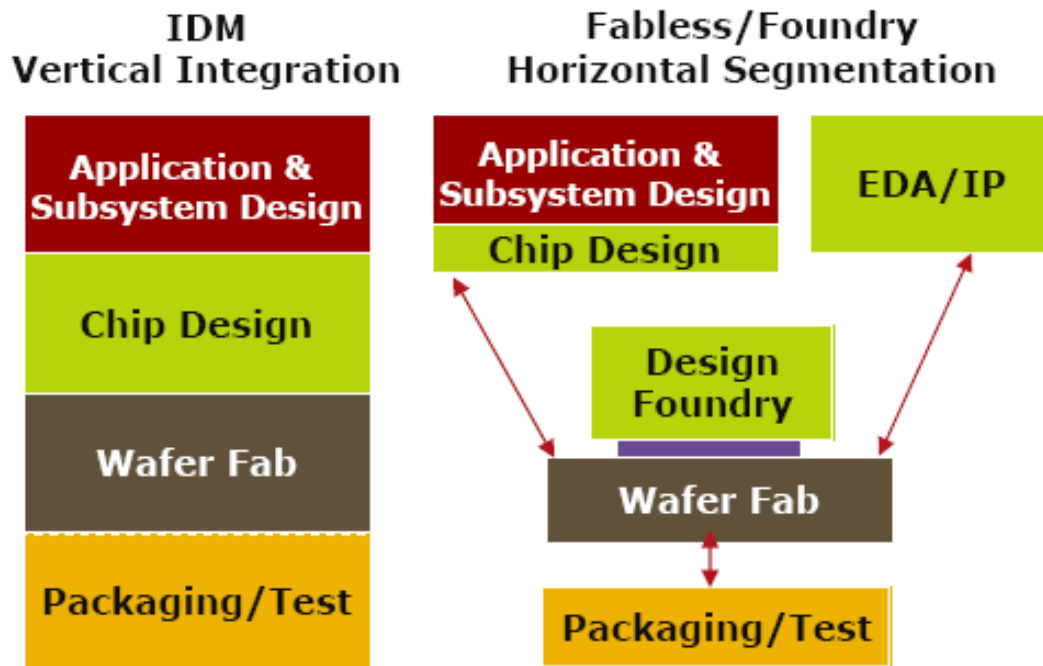 IDM
Vertical Integration
Application &
Subsystem Design
Chip Design
Wafer Fab
Packaging/Test
Fabless/Foundry
Horizontal Segmentation
Application &
Subsystem Design
Chip Design
EDA/IP
Design
Foundry
Wafer Fab
Packaging/Test